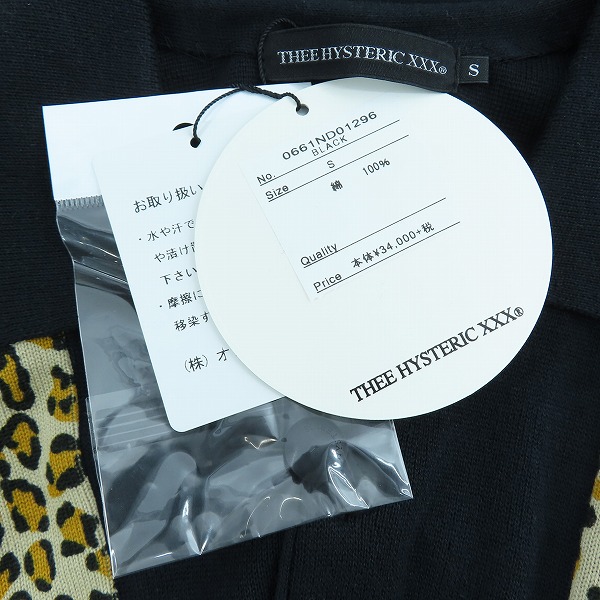 THEE HYSTERIC XXX®
S
No. 0661ND01296
BLACK
Size S
綿 100%
Quality
Price 本体¥34,000+税
THEE HYSTERIC XXX®
お取り扱い
・水や汗で
や漬け
下さい
・摩擦に
移染す
(株) オ